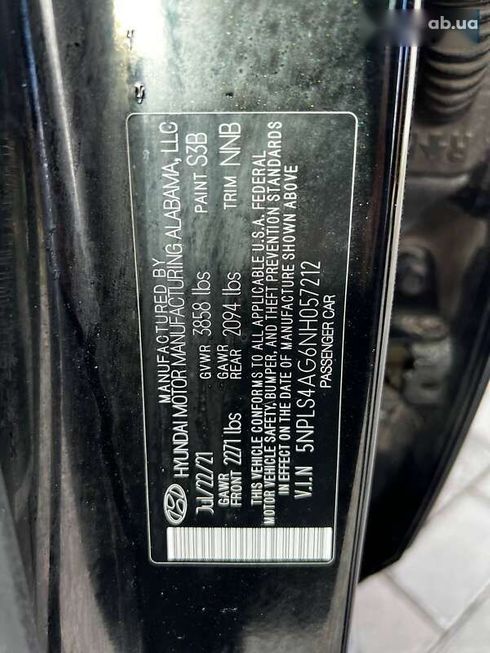 ab.ua
MANUFACTURED BY
HYUNDAI MOTOR MANUFACTURING ALABAMA, LLC
Jul/22/21 GVWR 3858 lbs PAINT S3B
GAWR FRONT 2271 lbs GAWR REAR 2094 lbs TRIM NNB
THIS VEHICLE CONFORMS TO ALL APPLICABLE U.S.A. FEDERAL
MOTOR VEHICLE SAFETY, BUMPER, AND THEFT PREVENTION STANDARDS
IN EFFECT ON THE DATE OF MANUFACTURE SHOWN ABOVE
V.I.N 5NPLS4AG6NH057212
PASSENGER CAR